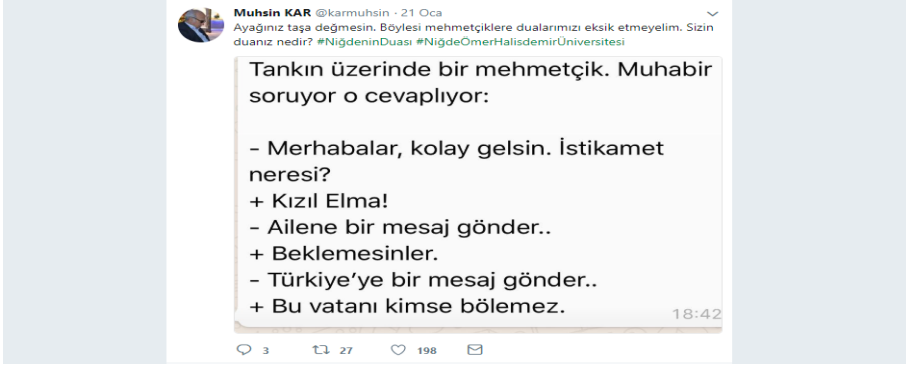 Muhsin KAR @karmuhsin · 21 Oca
Ayağınız taşa değmesin. Böylesi mehmetçiklere dualarımızı eksik etmeyelim. Sizin
duanız nedir? #NiğdeninDuası #NiğdeÖmerHalisdemirÜniversitesi
Tankın üzerinde bir mehmetçik. Muhabir
soruyor o cevaplıyor:
- Merhabalar, kolay gelsin. İstikamet
neresi?
+ Kızıl Elma!
- Ailene bir mesaj gönder..
+ Beklemesinler.
- Türkiye'ye bir mesaj gönder..
+ Bu vatanı kimse bölemez.
18:42
3 27 198